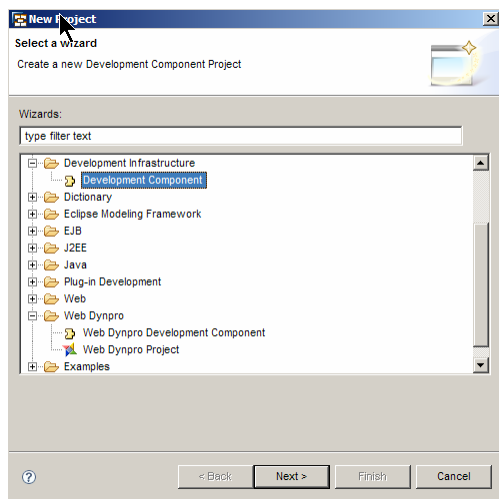 New Project
Select a wizard
Create a new Development Component Project
Wizards:
type filter text
Development Infrastructure
Development Component
Dictionary
Eclipse Modeling Framework
EJB
J2EE
Java
Plug-in Development
Web
Web Dynpro
Web Dynpro Development Component
Web Dynpro Project
Examples
< Back Next > Finish Cancel